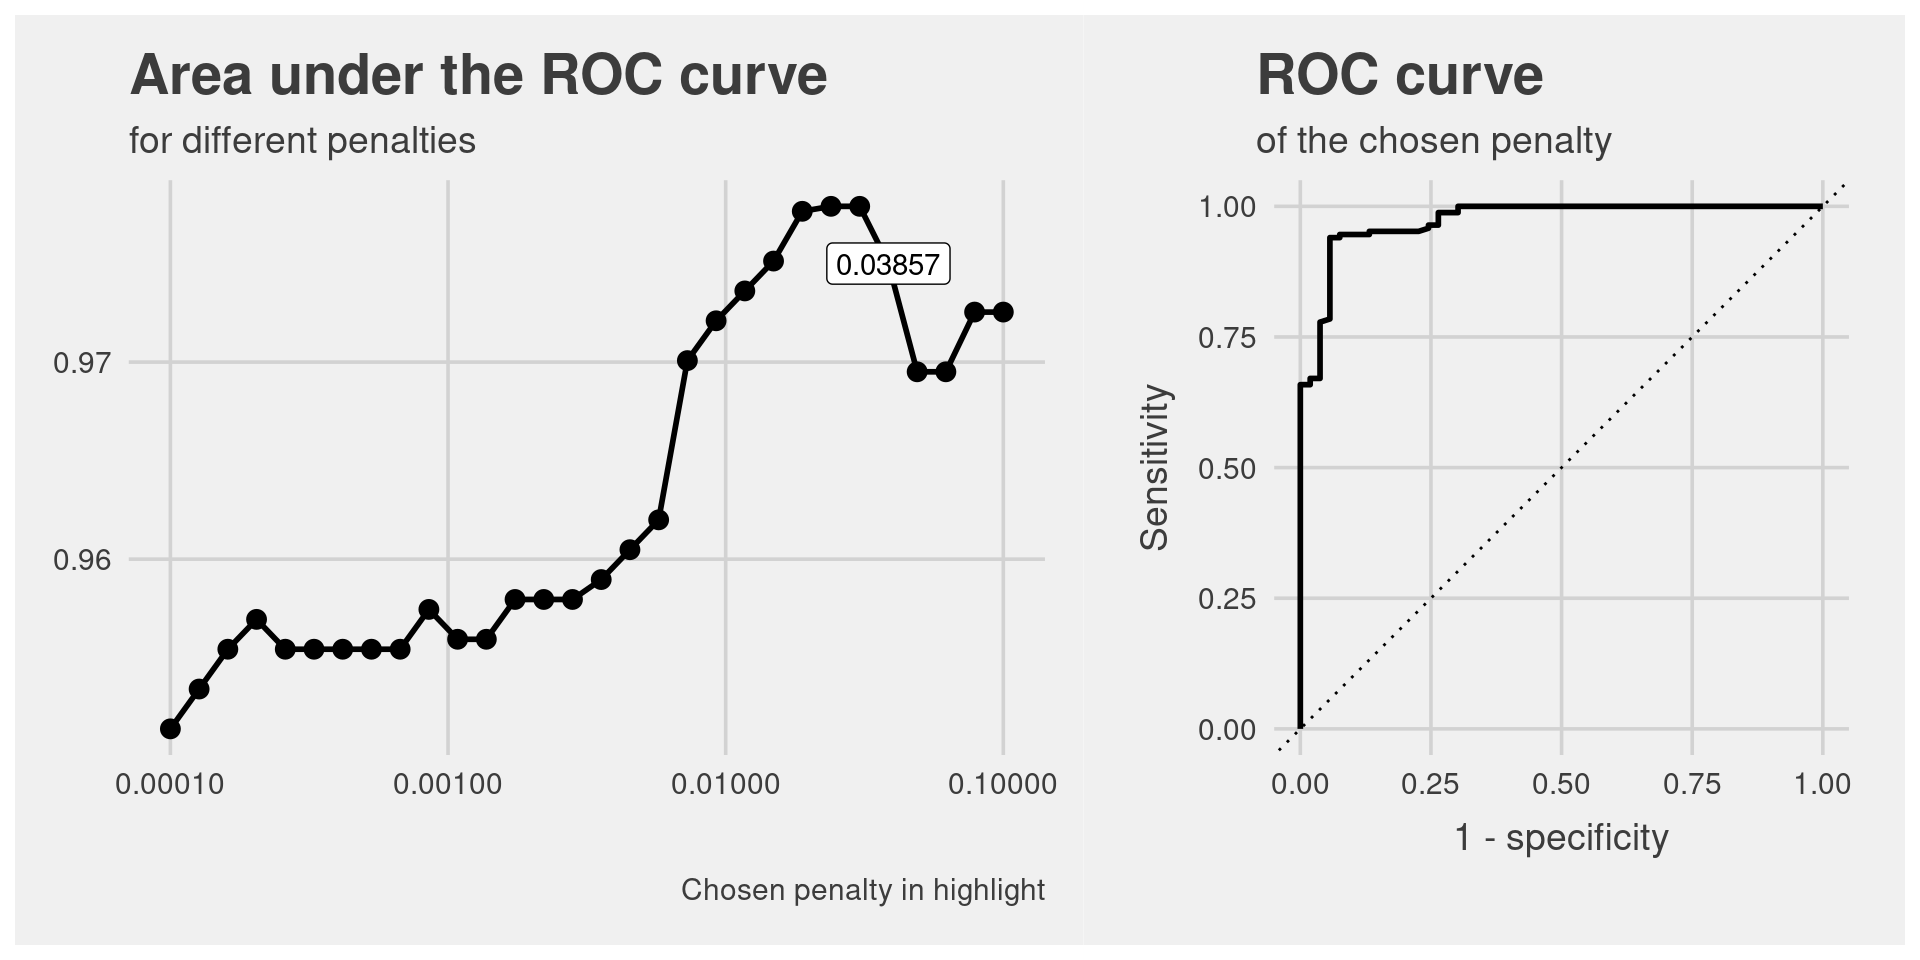 Area under the ROC curve
for different penalties
0.03857
0.97
0.96
0.00010 0.00100 0.01000 0.10000
Chosen penalty in highlight
ROC curve
of the chosen penalty
Sensitivity
1.00
0.75
0.50
0.25
0.00
0.00 0.25 0.50 0.75 1.00
1 - specificity